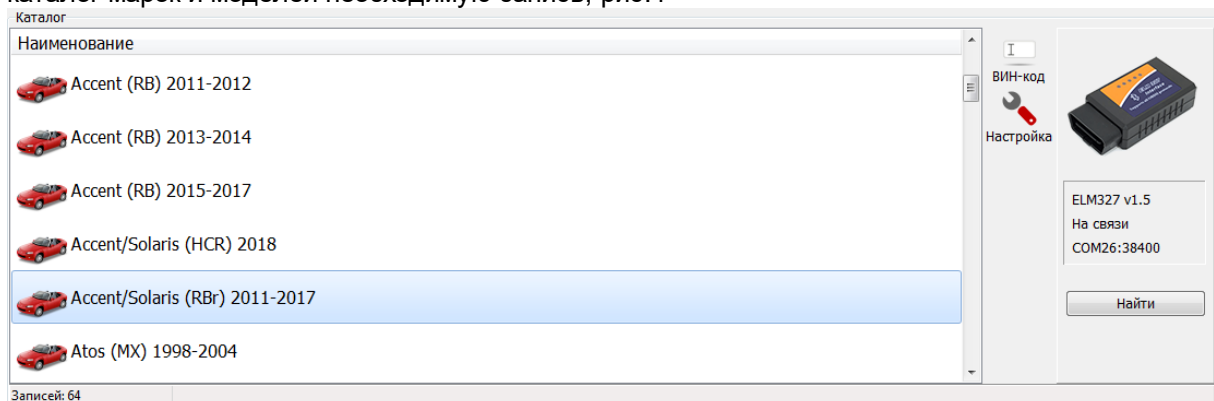 Каталог
Наименование
Accent (RB) 2011-2012
Accent (RB) 2013-2014
Accent (RB) 2015-2017
Accent/Solaris (HCR) 2018
Accent/Solaris (RBr) 2011-2017
Atos (MX) 1998-2004
Записей: 64
ВИН-код
Настройка
ELM327 v1.5
На связи
COM26:38400
Найти